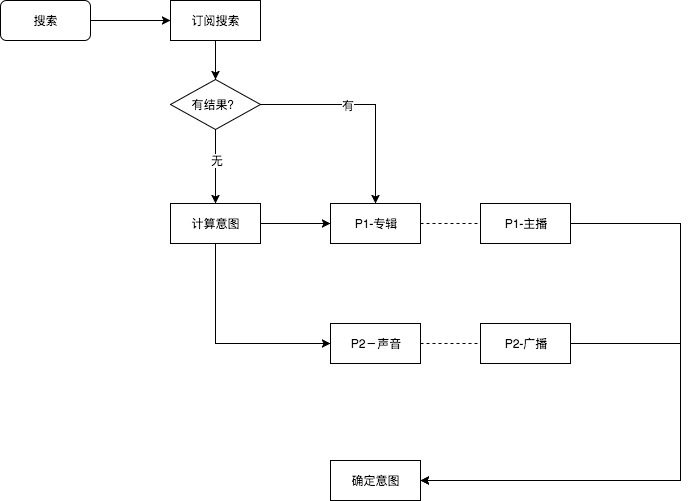 搜索
订阅搜索
有结果?
有
无
计算意图
P1-专辑
P1-主播
P2－声音
P2-广播
确定意图